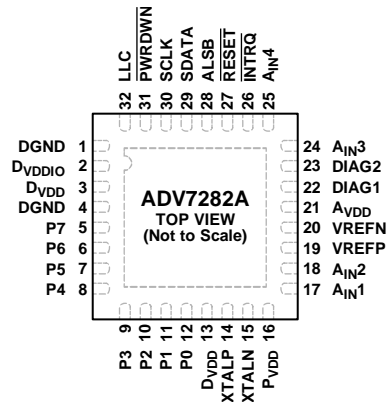 LLC
PWRDWN
SCLK
SDATA
ALSB
RESET
INTRQ
AIN4
32 31 30 29 28 27 26 25
DGND 1
DVDDIO 2
DVDD 3
DGND 4
P7 5
P6 6
P5 7
P4 8
ADV7282A
TOP VIEW
(Not to Scale)
24 AIN3
23 DIAG2
22 DIAG1
21 AVDD
20 VREFN
19 VREFP
18 AIN2
17 AIN1
9 10 11 12 13 14 15 16
P3
P2
P1
P0
DVDD
XTALP
XTALN
PVDD